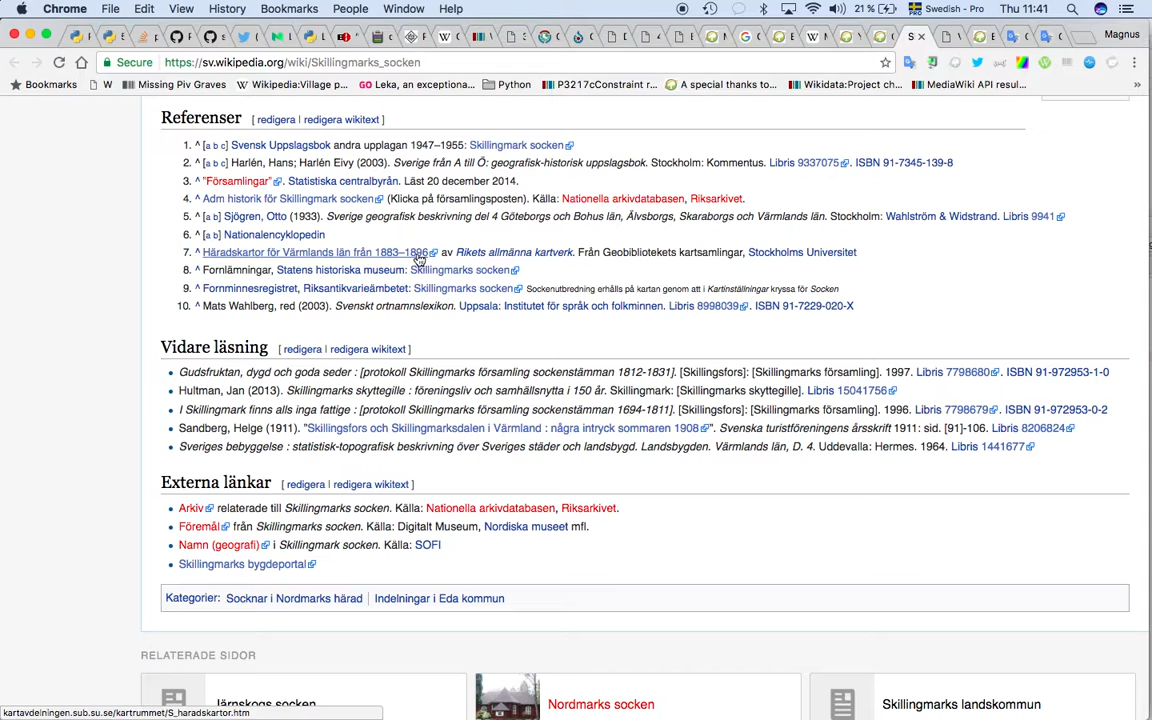 Chrome File Edit View History Bookmarks People Window Help 21 % Swedish - Pro Thu 11:41
Magnus
Secure https://sv.wikipedia.org/wiki/Skillingmarks_socken
Bookmarks W Missing Piv Graves Wikipedia:Village p... GO Leka, an exceptiona... Python P3217cConstraint r... A special thanks to... Wikidata:Project ch... MediaWiki API resul... »
Referenser [ redigera | redigera wikitext ]
1. ^ [a b c] Svensk Uppslagsbok andra upplagan 1947–1955: Skillingmark socken
2. ^ [a b c] Harlén, Hans; Harlén Eivy (2003). Sverige från A till Ö: geografisk-historisk uppslagsbok. Stockholm: Kommentus. Libris 9337075. ISBN 91-7345-139-8
3. ^ "Församlingar". Statistiska centralbyrån. Läst 20 december 2014.
4. ^ Adm historik för Skillingmark socken (Klicka på församlingsposten). Källa: Nationella arkivdatabasen, Riksarkivet.
5. ^ [a b] Sjögren, Otto (1933). Sverige geografisk beskrivning del 4 Göteborgs och Bohus län, Älvsborgs, Skaraborgs och Värmlands län. Stockholm: Wahlström & Widstrand. Libris 9941
6. ^ [a b] Nationalencyklopedin
7. ^ Häradskartor för Värmlands län från 1883–1896 av Rikets allmänna kartverk. Från Geobibliotekets kartsamlingar, Stockholms Universitet
8. ^ Fornlämningar, Statens historiska museum: Skillingmarks socken
9. ^ Fornminnesregistret, Riksantikvarieämbetet: Skillingmarks socken Sockenutbredning erhålls på kartan genom att i Kartinställningar kryssa för Socken
10. ^ Mats Wahlberg, red (2003). Svenskt ortnamnslexikon. Uppsala: Institutet för språk och folkminnen. Libris 8998039. ISBN 91-7229-020-X
Vidare läsning [ redigera | redigera wikitext ]
• Gudsfruktan, dygd och goda seder : [protokoll Skillingmarks församling sockenstämman 1812-1831]. [Skillingsfors]: [Skillingmarks församling]. 1997. Libris 7798680. ISBN 91-972953-1-0
• Hultman, Jan (2013). Skillingmarks skyttegille : föreningsliv och samhällsnytta i 150 år. Skillingmark: [Skillingmarks skyttegille]. Libris 15041756
• I Skillingmark finns alls inga fattige : [protokoll Skillingmarks församling sockenstämman 1694-1811]. [Skillingsfors]: [Skillingmarks församling]. 1996. Libris 7798679. ISBN 91-972953-0-2
• Sandberg, Helge (1911). "Skillingsfors och Skillingmarksdalen i Värmland : några intryck sommaren 1908". Svenska turistföreningens årsskrift 1911: sid. [91]-106. Libris 8206824
• Sveriges bebyggelse : statistisk-topografisk beskrivning över Sveriges städer och landsbygd. Landsbygden. Värmlands län, D. 4. Uddevalla: Hermes. 1964. Libris 1441677
Externa länkar [ redigera | redigera wikitext ]
• Arkiv relaterade till Skillingmarks socken. Källa: Nationella arkivdatabasen, Riksarkivet.
• Föremål från Skillingmarks socken. Källa: Digitalt Museum, Nordiska museet mfl.
• Namn (geografi) i Skillingmark socken. Källa: SOFI
• Skillingmarks bygdeportal
Kategorier: Socknar i Nordmarks härad | Indelningar i Eda kommun
RELATERADE SIDOR
Järnskogs socken Nordmarks socken Skillingmarks landskommun
kartavdelningen.sub.su.se/kartrummet/S_haradskartor.htm